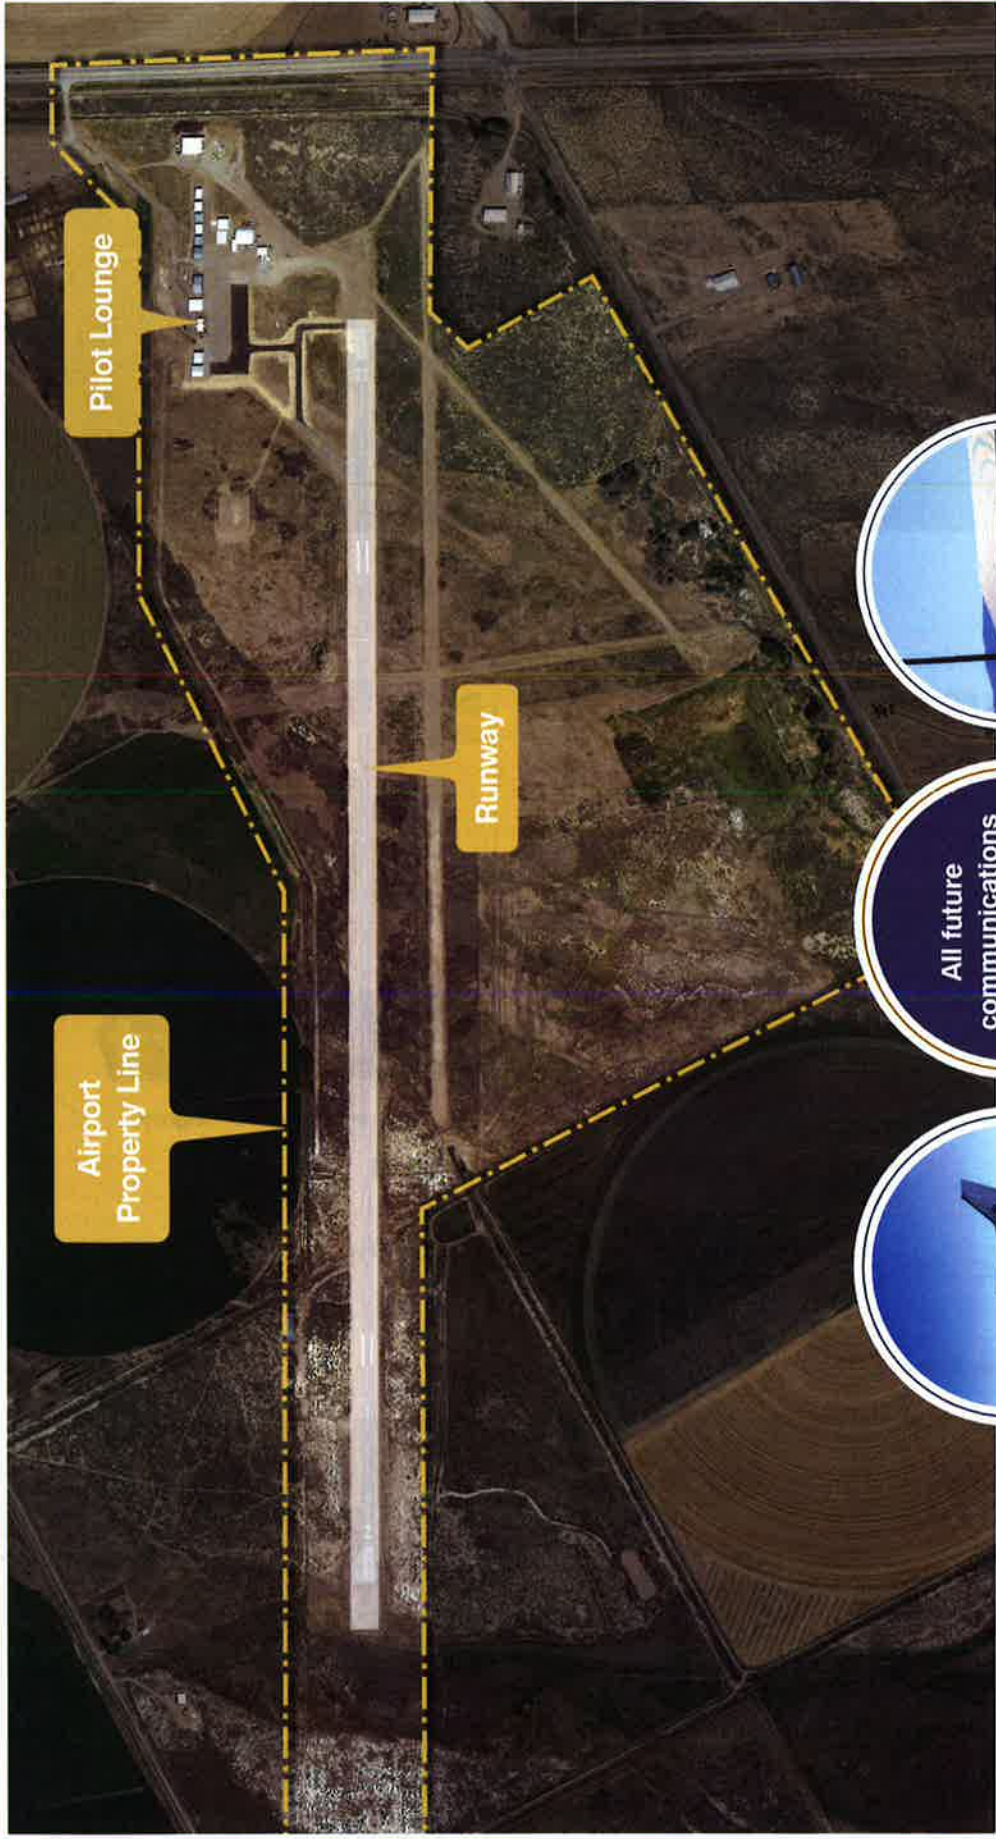 Airport
Property Line
Runway
Pilot Lounge
All future
communications